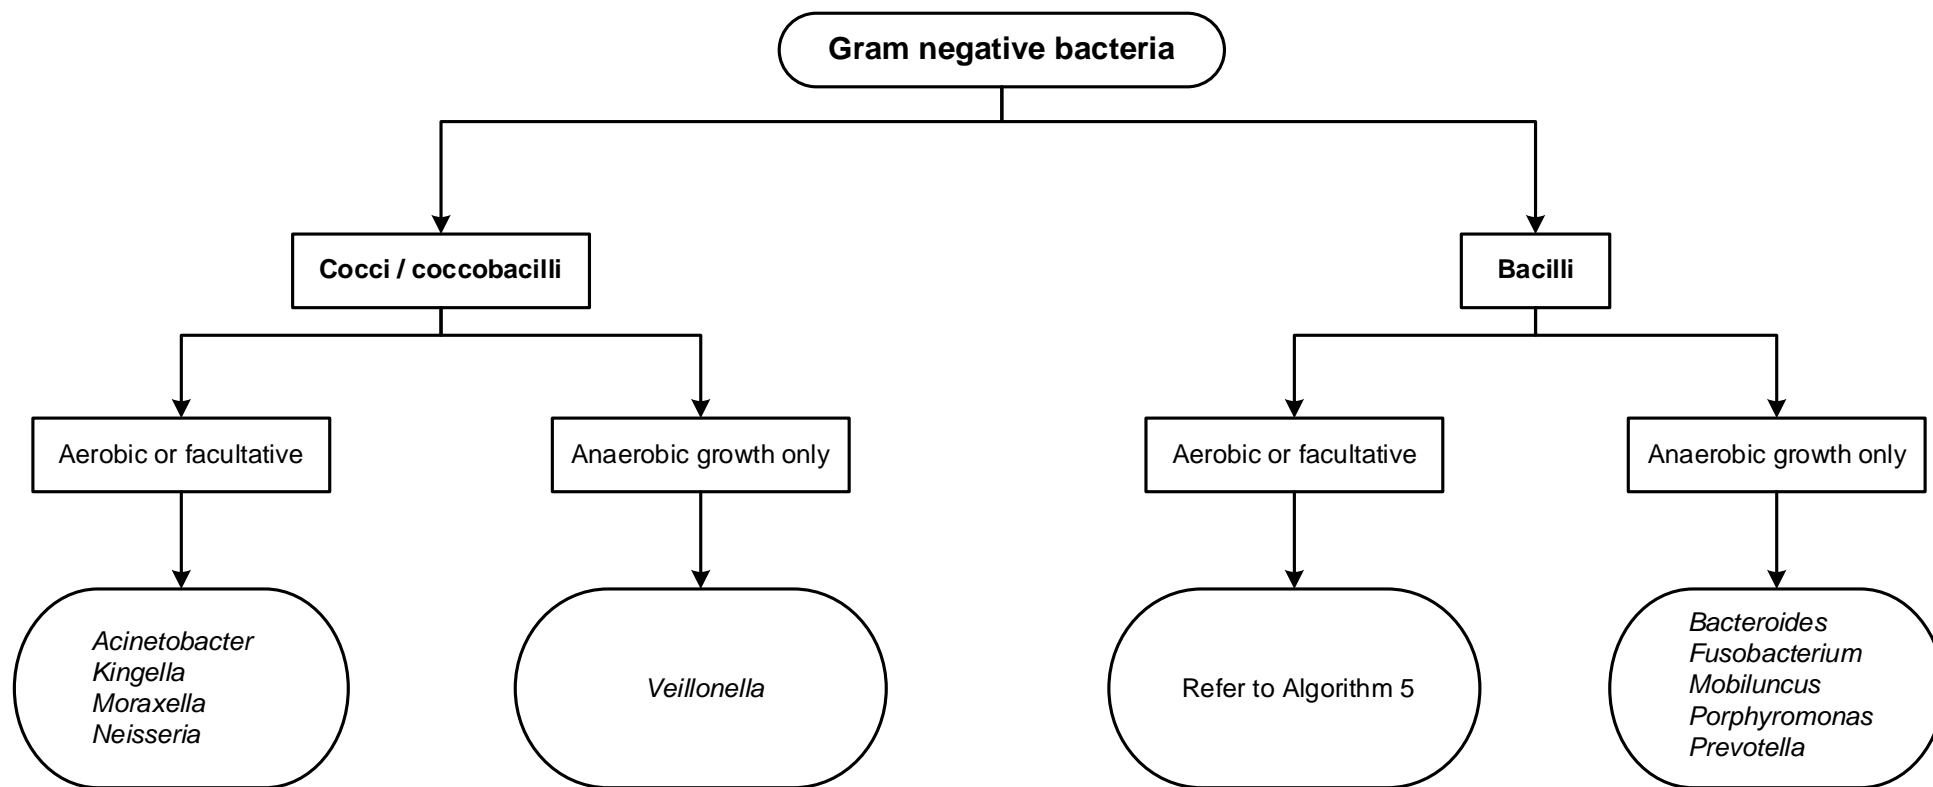 Gram negative bacteria
Cocci / coccobacilli
Bacilli
Aerobic or facultative
Anaerobic growth only
Aerobic or facultative
Anaerobic growth only
Acinetobacter
Kingella
Moraxella
Neisseria
Veillonella
Refer to Algorithm 5
Bacteroides
Fusobacterium
Mobiluncus
Porphyromonas
Prevotella